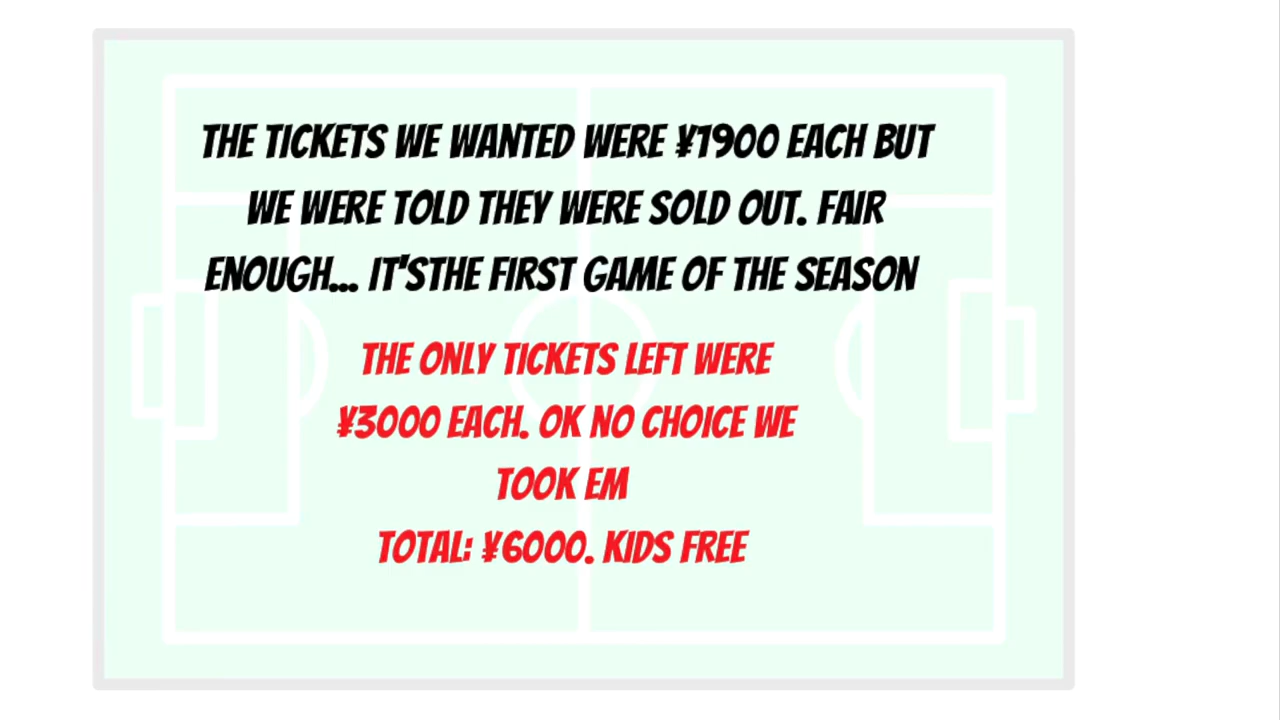 THE TICKETS WE WANTED WERE ¥1900 EACH BUT
WE WERE TOLD THEY WERE SOLD OUT. FAIR
ENOUGH... IT'STHE FIRST GAME OF THE SEASON
THE ONLY TICKETS LEFT WERE
¥3000 EACH. OK NO CHOICE WE
TOOK EM
TOTAL: ¥6000. KIDS FREE